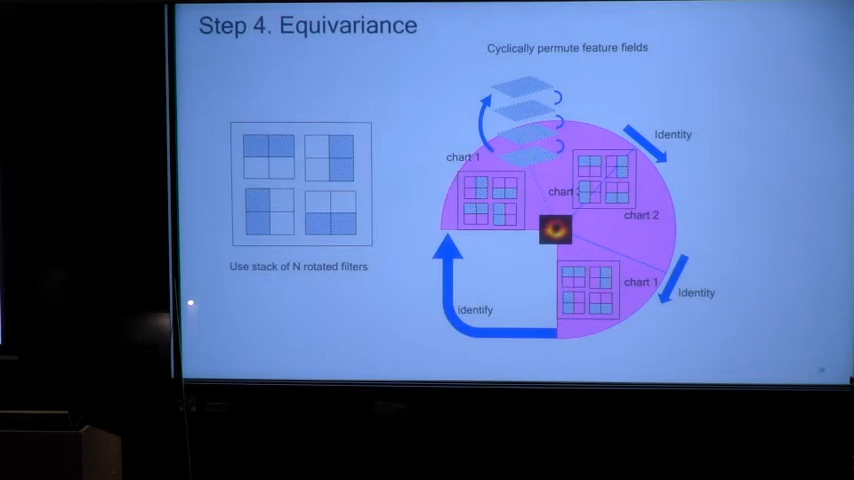 Step 4. Equivariance
Cyclically permute feature fields
Identity
chart 1
chart
chart 2
Use stack of N rotated filters
chart 1
Identity
identify